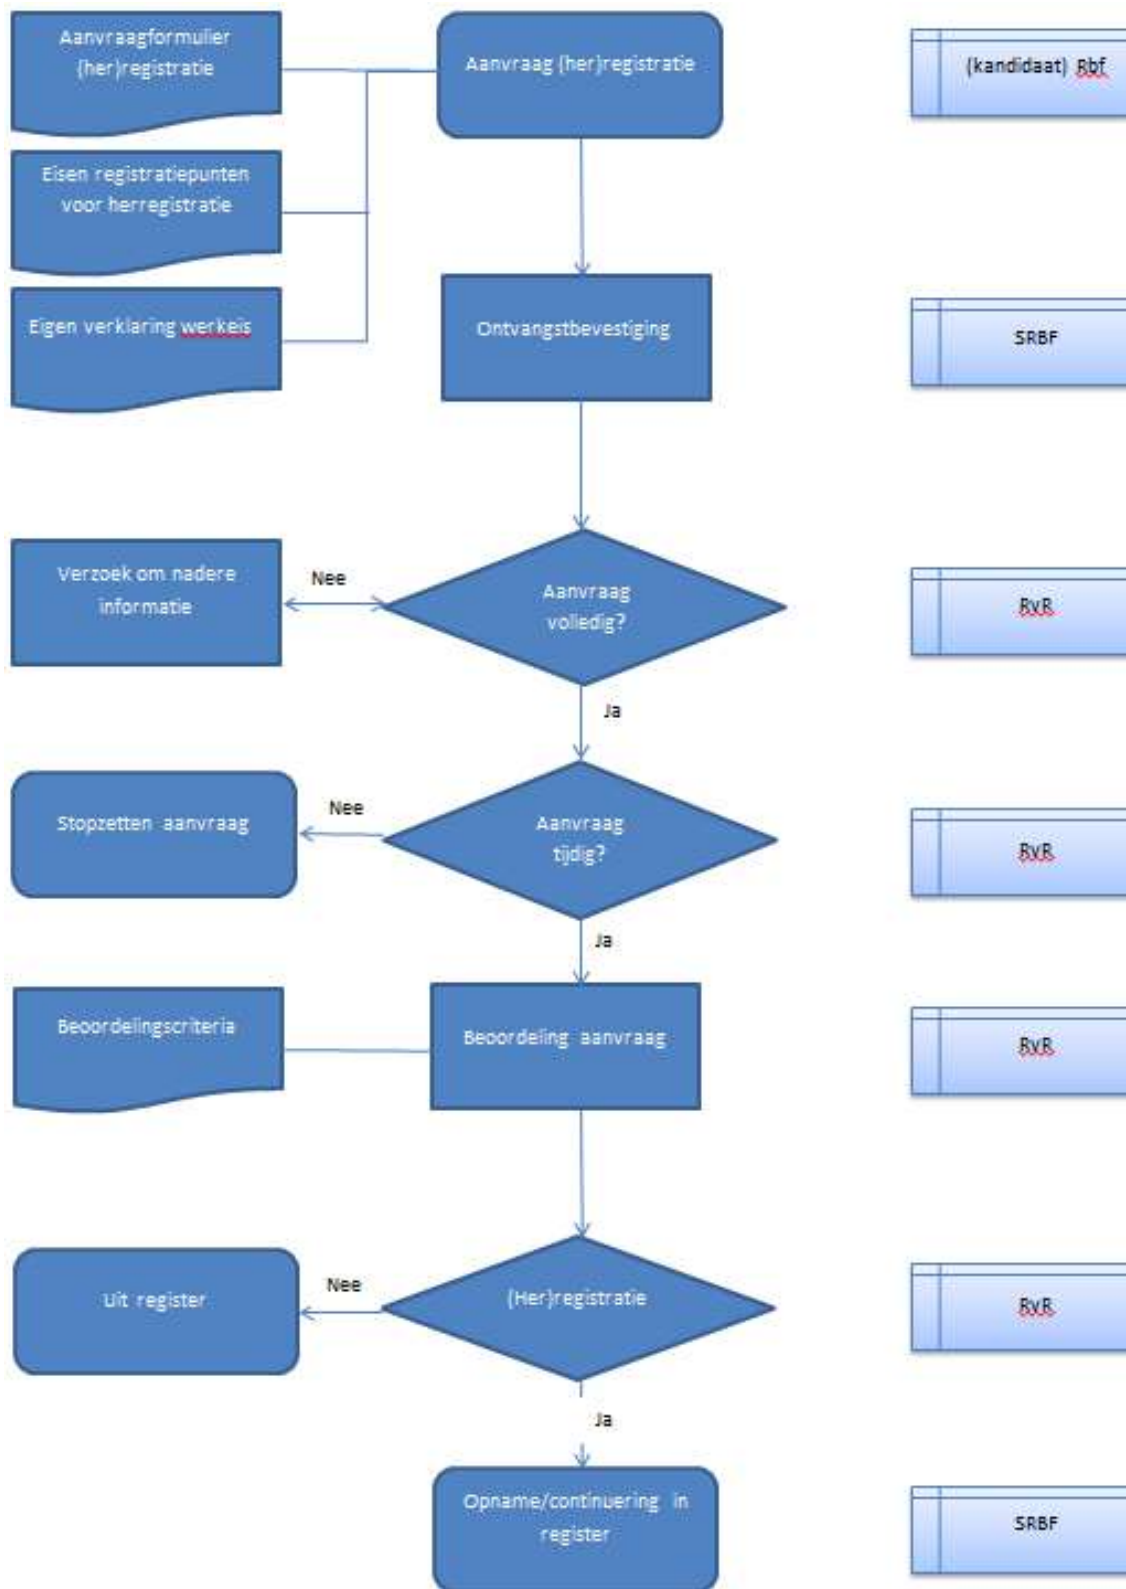 Aanvraagformulier
(her)registratie
Aanvraag (her)registratie
(kandidaat) Rbf
Eisen registratiepunten
voor herregistratie
Eigen verklaring werkeis
Ontvangstbevestiging
SRBF
Verzoek om nadere
informatie
Nee
Aanvraag
volledig?
RvR
Ja
Stopzetten aanvraag
Nee
Aanvraag
tijdig?
RvR
Ja
Beoordelingscriteria
Beoordeling aanvraag
RvR
Uit register
Nee
(Her)registratie
RvR
Ja
Opname/continuering in
register
SRBF